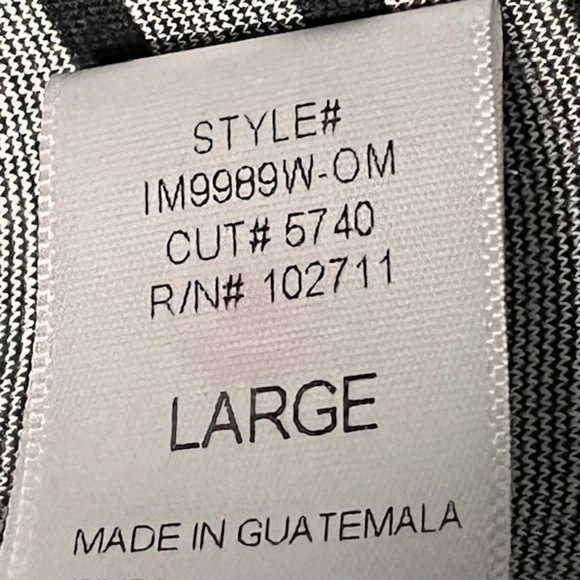 STYLE#
IM9989W-OM
CUT# 5740
R/N# 102711
LARGE
MADE IN GUATEMALA